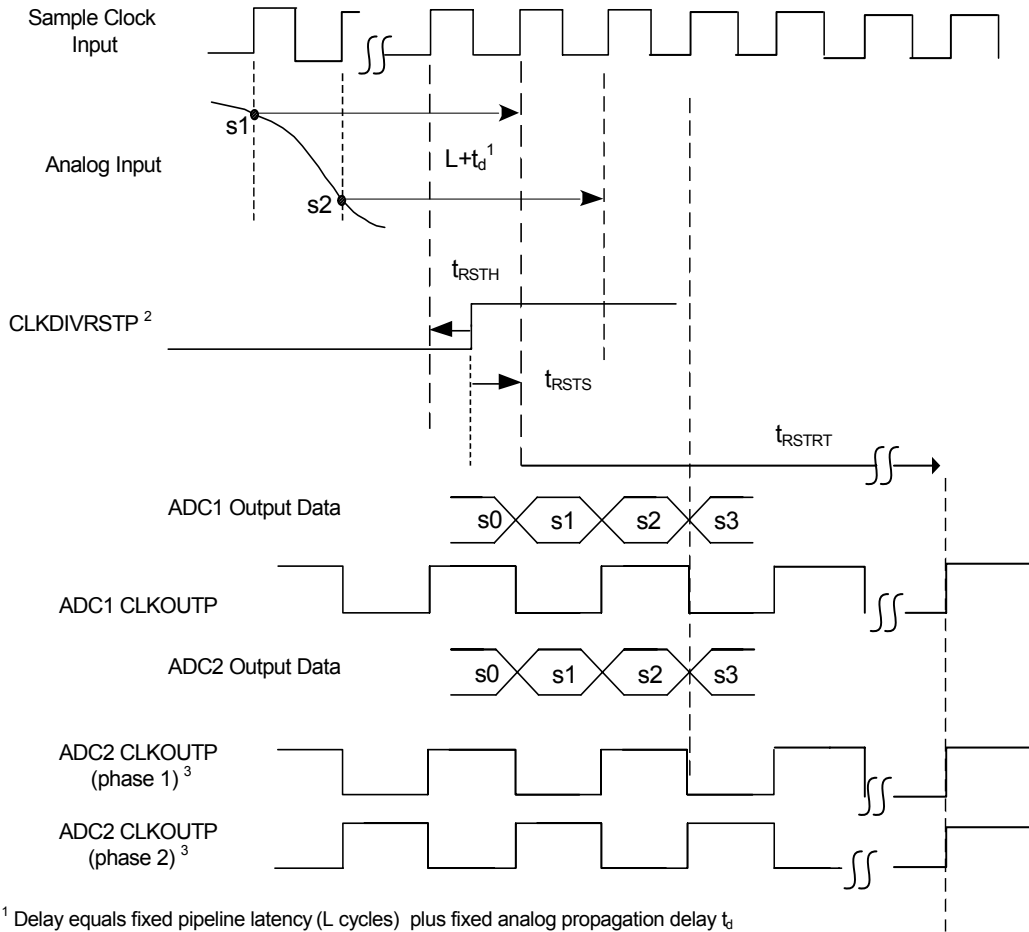 Sample Clock
Input
s1
L+td¹
Analog Input
s2
tRSTH
CLKDIVRSTP ²
tRSTS
tRSTRT
ADC1 Output Data
s0 s1 s2 s3
ADC1 CLKOUTP
ADC2 Output Data
s0 s1 s2 s3
ADC2 CLKOUTP
(phase 1) ³
ADC2 CLKOUTP
(phase 2) ³
¹ Delay equals fixed pipeline latency (L cycles) plus fixed analog propagation delay td